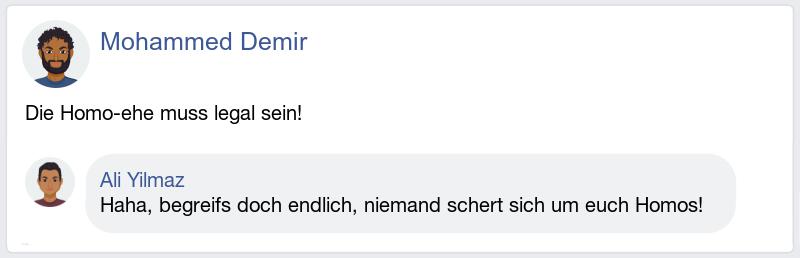 Mohammed Demir
Die Homo-ehe muss legal sein!
Ali Yilmaz
Haha, begreifs doch endlich, niemand schert sich um euch Homos!